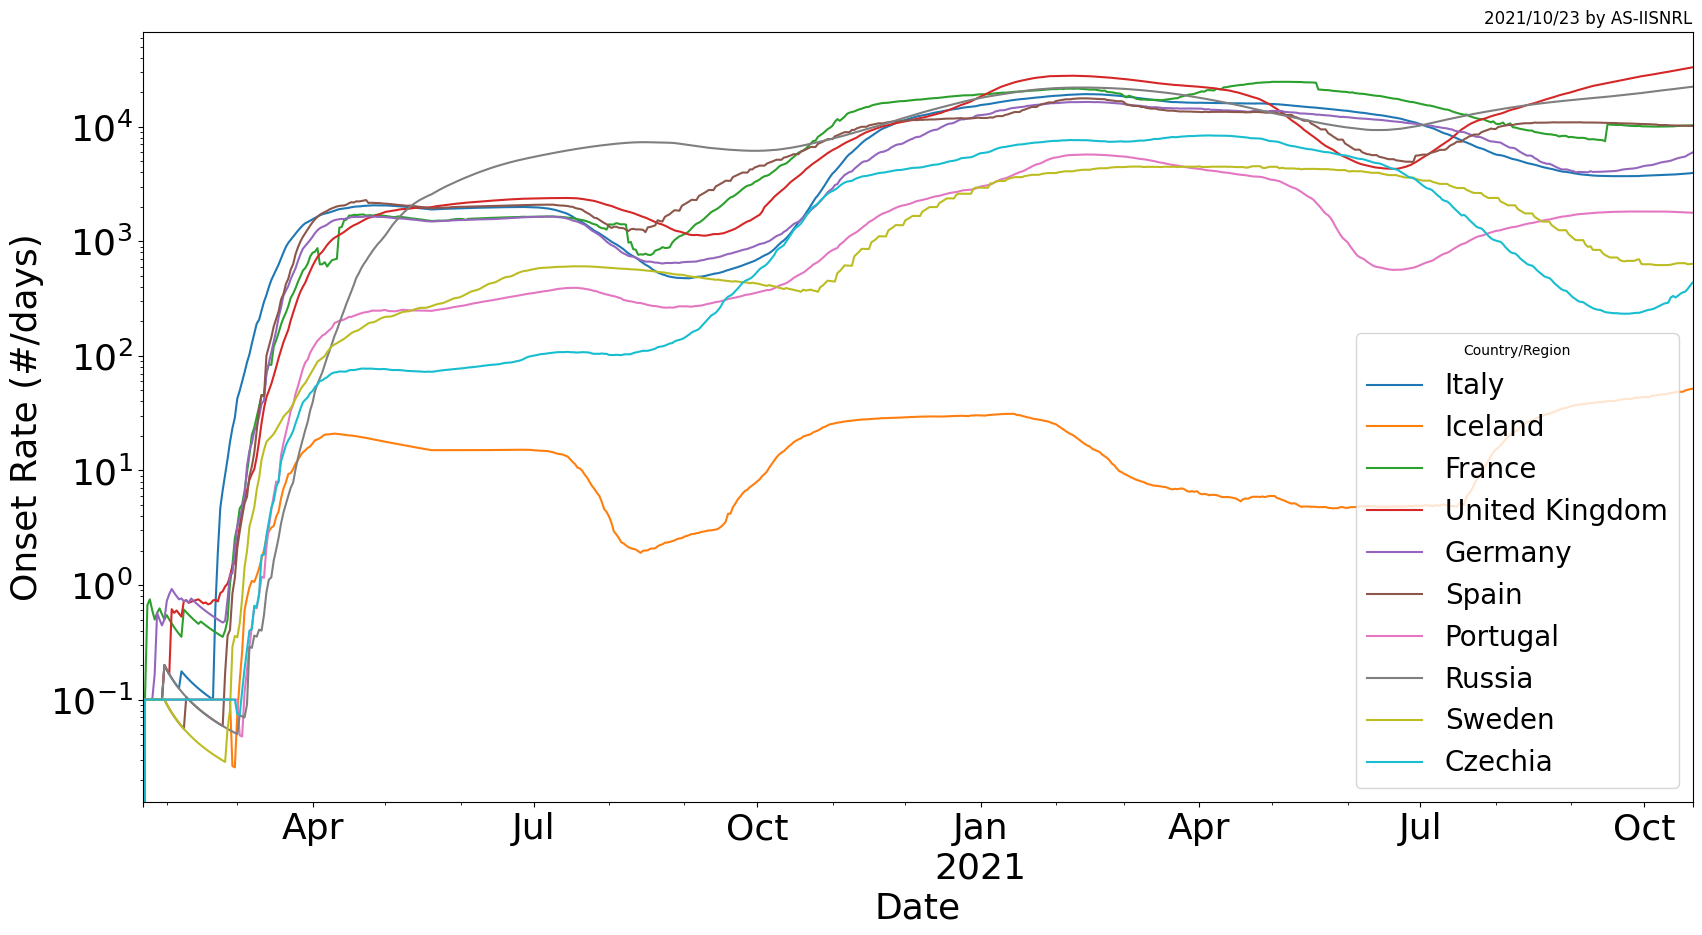 2021/10/23 by AS-IISNRL
Onset Rate (#/days)
10^4
10^3
10^2
10^1
10^0
10^−1
Country/Region
Italy
Iceland
France
United Kingdom
Germany
Spain
Portugal
Russia
Sweden
Czechia
Apr Jul Oct Jan Apr Jul Oct
2021
Date